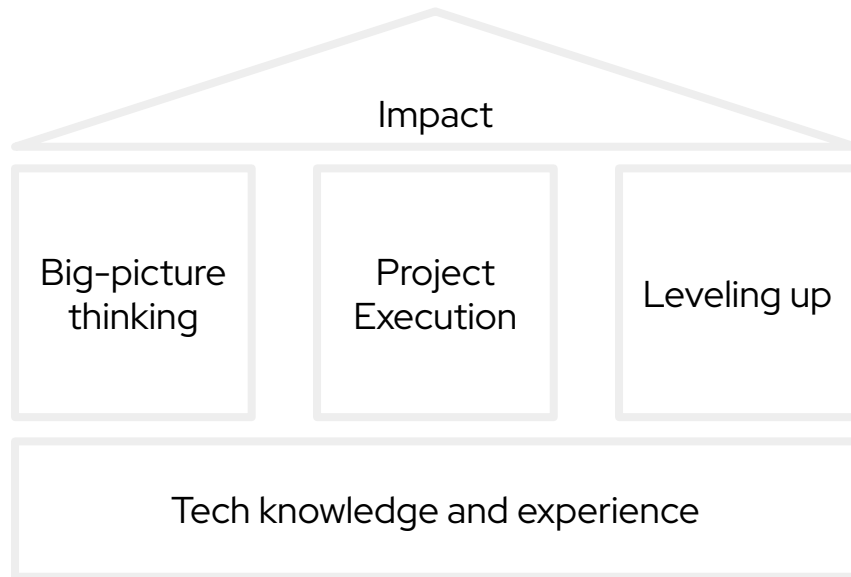 Impact
Big-picture
thinking
Project
Execution
Leveling up
Tech knowledge and experience